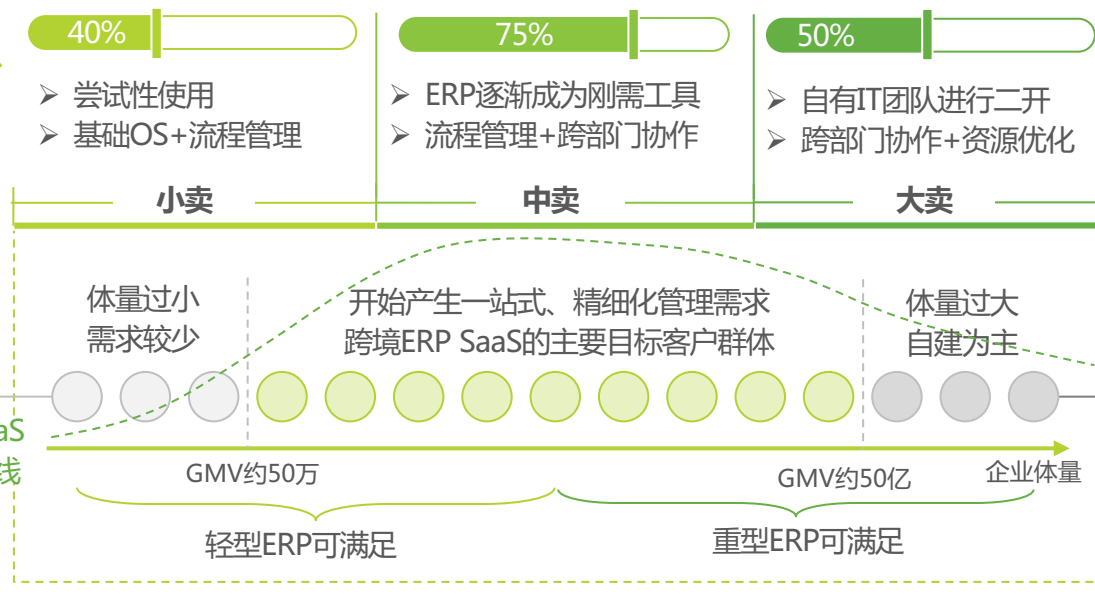 40%
75%
50%
➢ 尝试性使用
➢ 基础OS+流程管理
➢ ERP逐渐成为刚需工具
➢ 流程管理+跨部门协作
➢ 自有IT团队进行二开
➢ 跨部门协作+资源优化
小卖
中卖
大卖
体量过小
需求较少
开始产生一站式、精细化管理需求
跨境ERP SaaS的主要目标客户群体
体量过大
自建为主
aS
线
GMV约50万
GMV约50亿
企业体量
轻型ERP可满足
重型ERP可满足